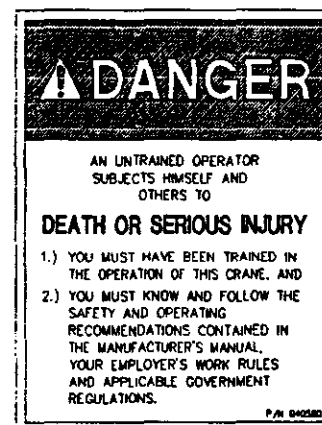 DANGER
AN UNTRAINED OPERATOR
SUBJECTS HIMSELF AND
OTHERS TO
DEATH OR SERIOUS INJURY
1.) YOU MUST HAVE BEEN TRAINED IN
THE OPERATION OF THIS CRANE, AND
2.) YOU MUST KNOW AND FOLLOW THE
SAFETY AND OPERATING
RECOMMENDATIONS CONTAINED IN
THE MANUFACTURER'S MANUAL,
YOUR EMPLOYER'S WORK RULES
AND APPLICABLE GOVERNMENT
REGULATIONS.
P/N